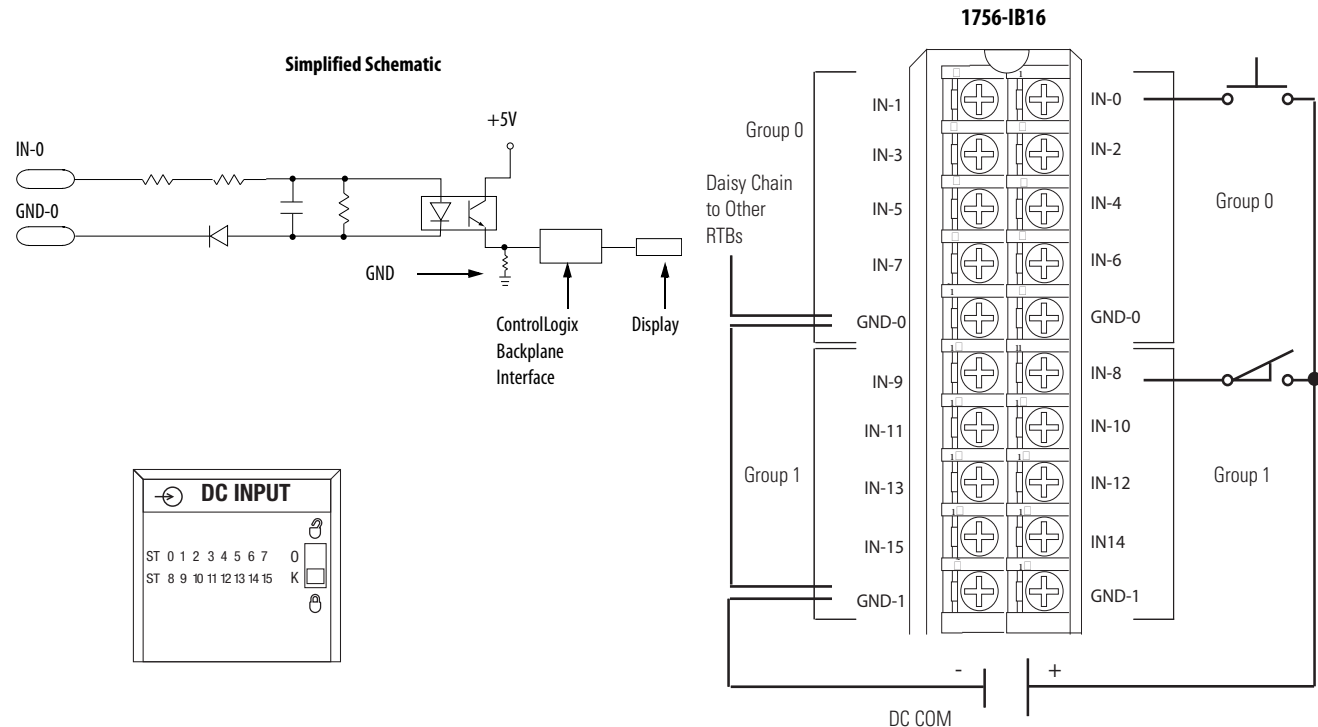 1756-IB16
Simplified Schematic
+5V
IN-0
GND-0
GND
ControlLogix
Backplane
Interface
Display
DC INPUT
ST 0 1 2 3 4 5 6 7 O
ST 8 9 10 11 12 13 14 15 K
Group 0
Daisy Chain
to Other
RTBs
Group 1
IN-1
IN-3
IN-5
IN-7
GND-0
IN-9
IN-11
IN-13
IN-15
GND-1
IN-0
IN-2
IN-4
IN-6
GND-0
IN-8
IN-10
IN-12
IN14
GND-1
Group 0
Group 1
- +
DC COM